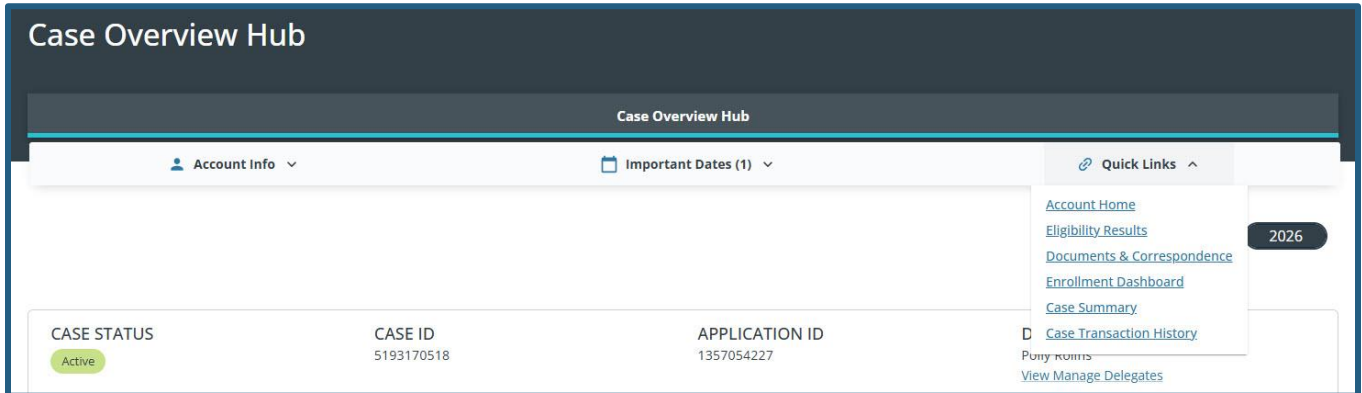 Case Overview Hub
Case Overview Hub
Account Info
Important Dates (1)
Quick Links
Account Home
Eligibility Results
Documents & Correspondence
Enrollment Dashboard
Case Summary
Case Transaction History
2026
CASE STATUS
Active
CASE ID
5193170518
APPLICATION ID
1357054227
D
Polly
View Manage Delegates